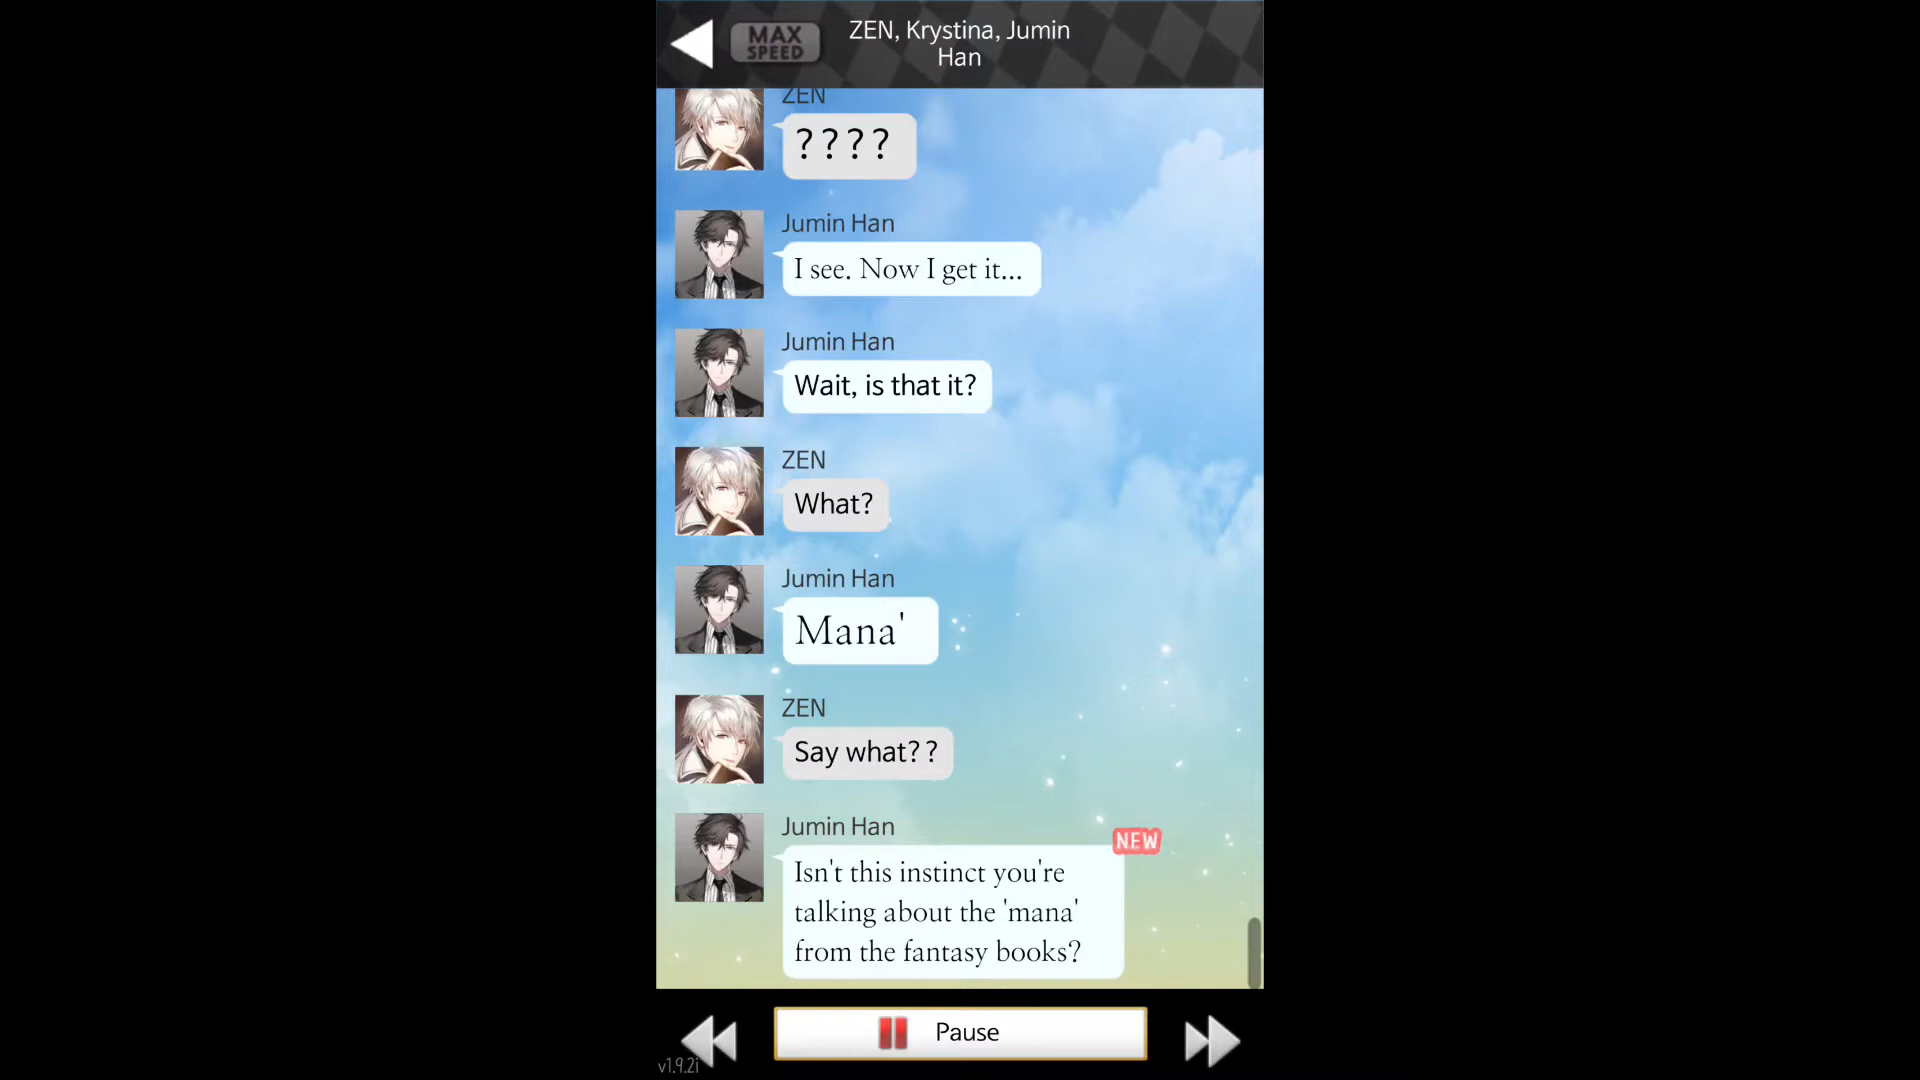 MAX
SPEED
ZEN, Krystina, Jumin
Han
ZEN
????
Jumin Han
I see. Now I get it...
Jumin Han
Wait, is that it?
ZEN
What?
Jumin Han
Mana'
ZEN
Say what??
Jumin Han
NEW
Isn't this instinct you're
talking about the 'mana'
from the fantasy books?
Pause
v1.9.2i